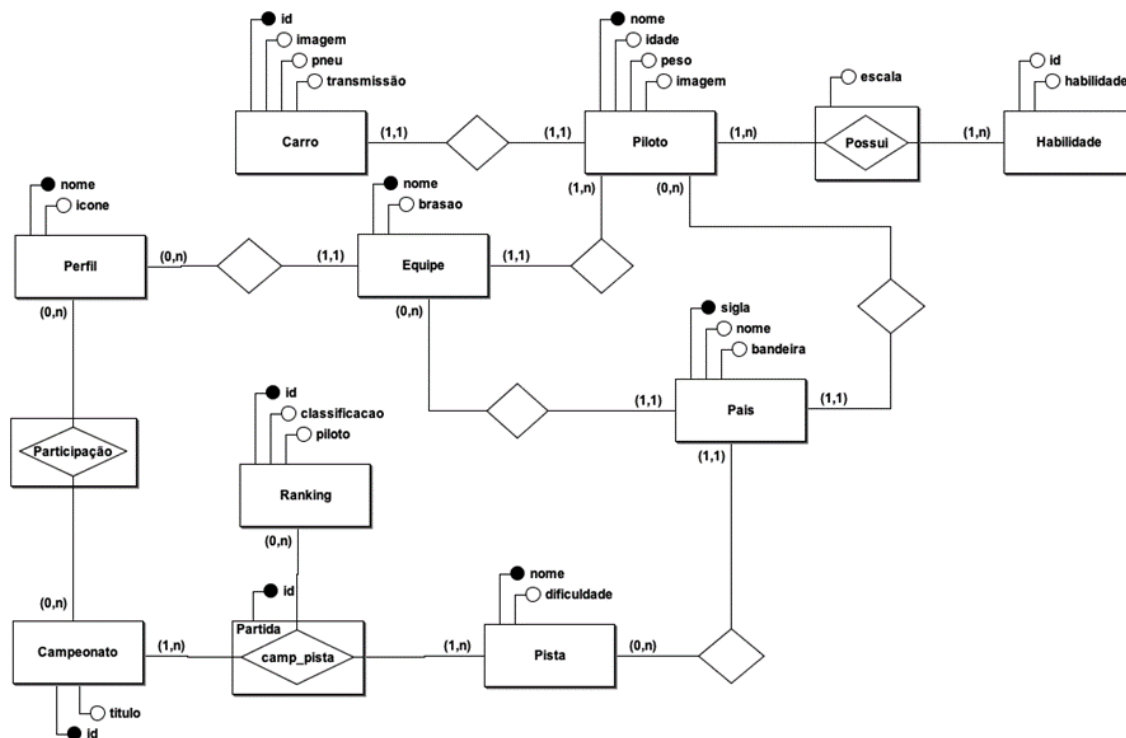 id
imagem
pneu
transmissão
Carro
(1,1)
(1,1)
nome
idade
peso
imagem
Piloto
(1,n)
(0,n)
(1,n)
escala
Possui
(1,n)
id
habilidade
Habilidade
nome
icone
Perfil
(0,n)
(0,n)
nome
brasao
Equipe
(1,1)
(1,1)
(0,n)
sigla
nome
bandeira
Pais
(1,1)
(1,1)
(1,1)
Participação
(0,n)
id
classificacao
piloto
Ranking
(0,n)
id
Partida
camp_pista
Campeonato
(1,n)
titulo
id
nome
dificuldade
Pista
(1,n)
(0,n)